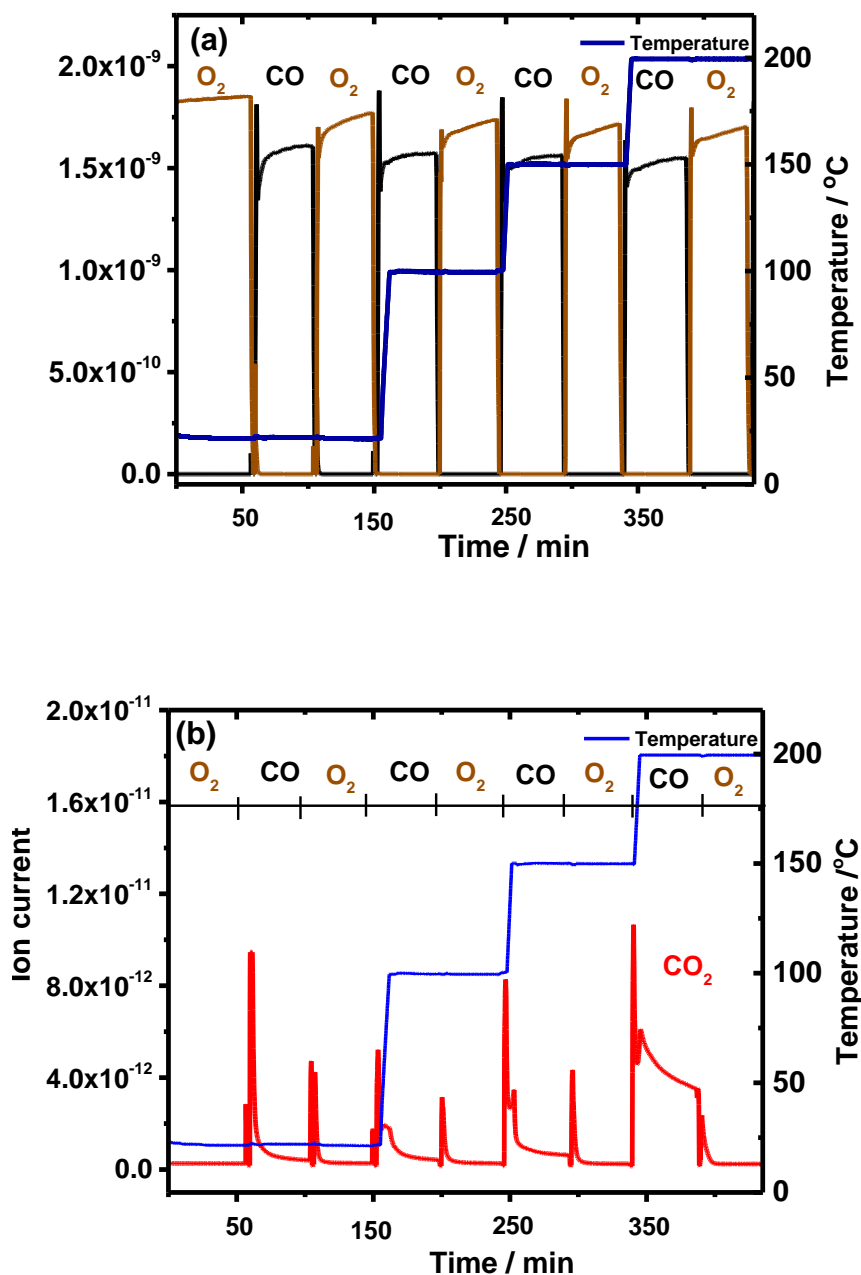 (a)
Temperature
O2 CO O2 CO O2 CO O2 CO O2
2.0x10-9
1.5x10-9
1.0x10-9
5.0x10-10
0.0
200
150
100
50
0
Temperature / oC
50 150 250 350
Time / min
(b)
Temperature
O2 CO O2 CO O2 CO O2 CO O2
2.0x10-11
1.6x10-11
1.2x10-11
8.0x10-12
4.0x10-12
0.0
Ion current
CO2
200
150
100
50
0
Temperature /oC
50 150 250 350
Time / min